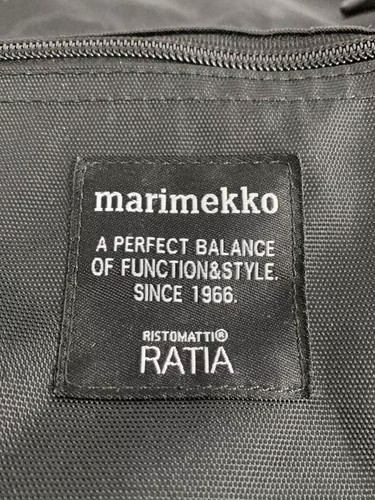 marimekko
A PERFECT BALANCE
OF FUNCTION&STYLE.
SINCE 1966.
RISTOMATTI®
RATIA